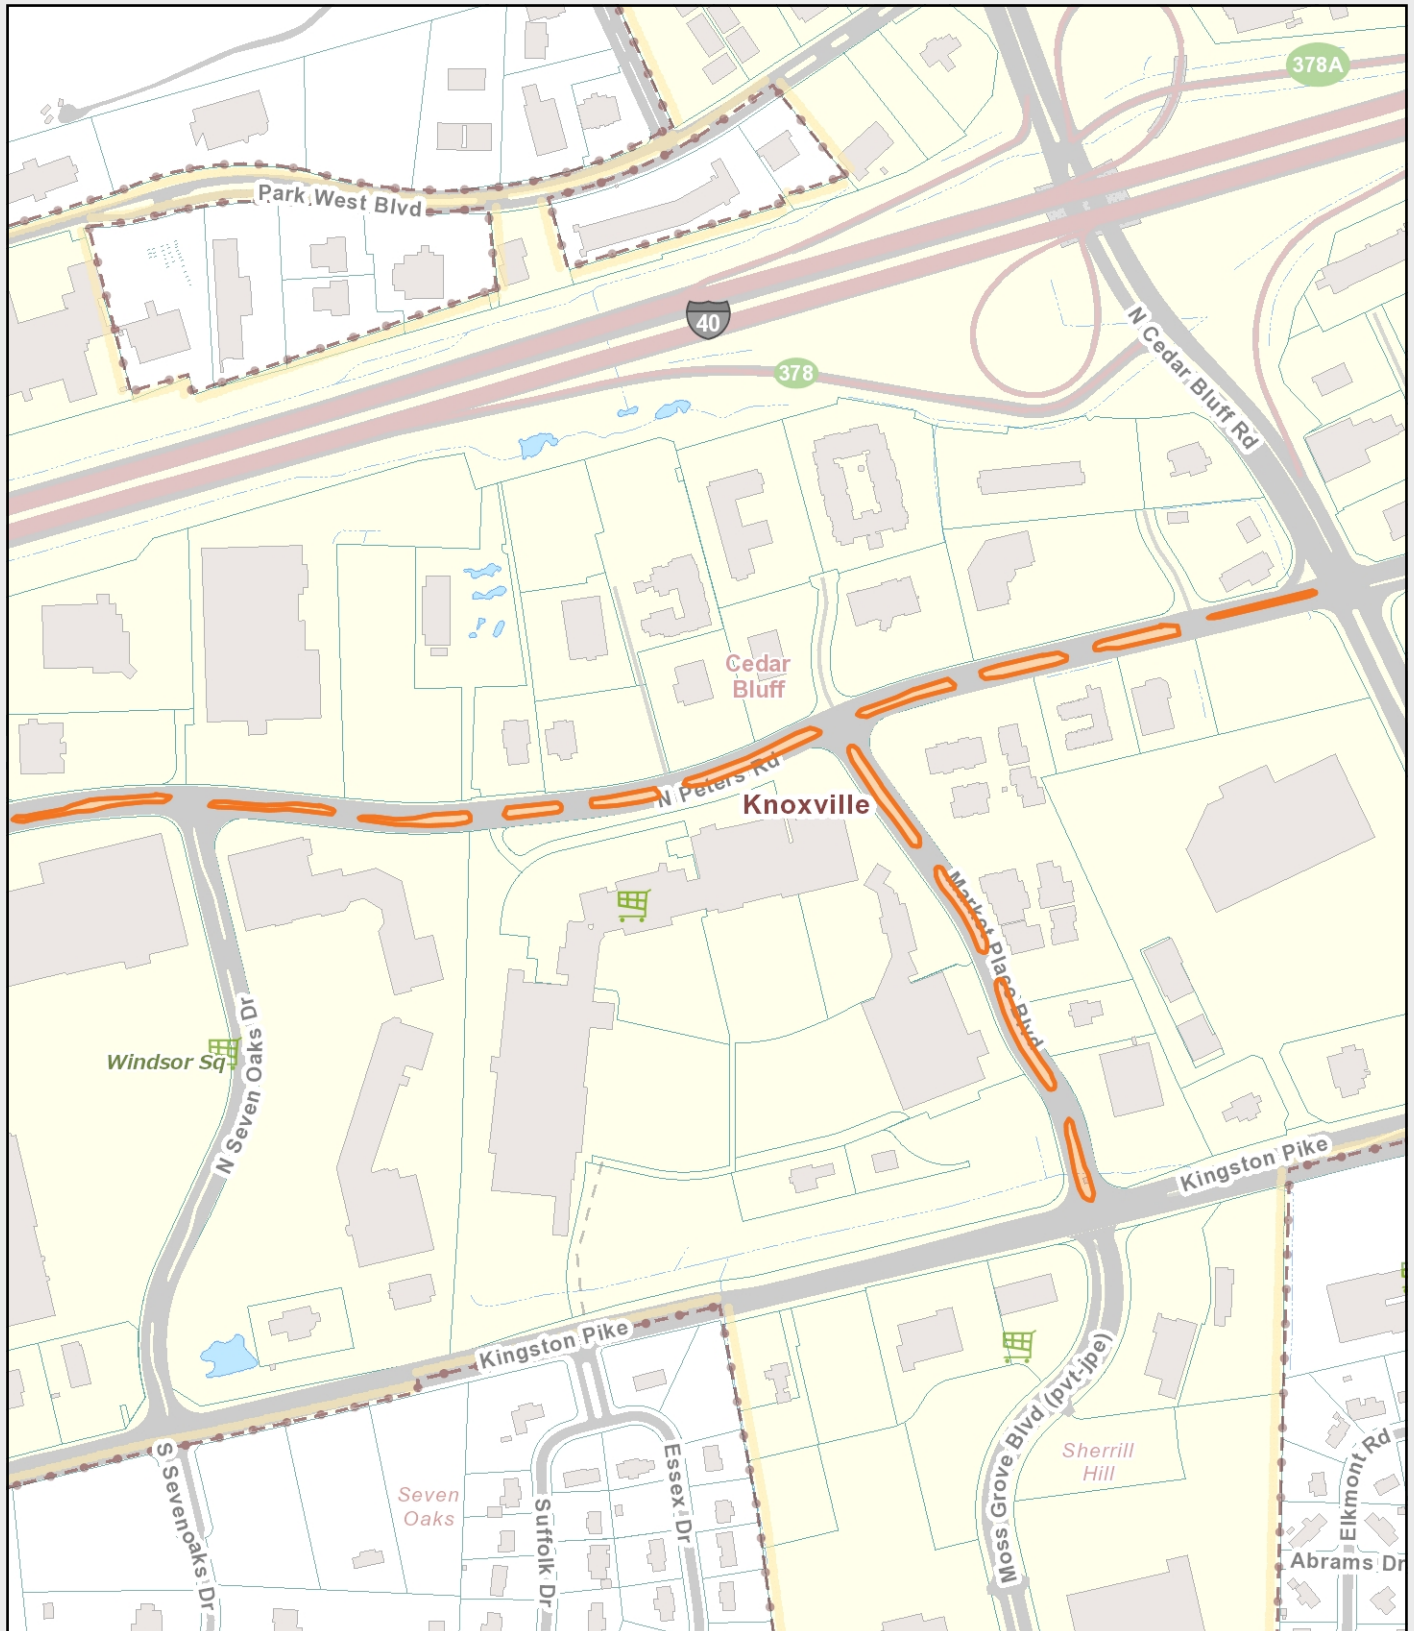 378A
Park West Blvd
40
N Cedar Bluff Rd
378
Cedar
Bluff
N Peters Rd
Knoxville
Market Place Blvd
N Seven Oaks Dr
Windsor Sq
Kingston Pike
Kingston Pike
Moss Grove Blvd (pvt-jpe)
Sherrill
Hill
Elkmont Rd
S Sevenoaks Dr
Seven
Oaks
Suffolk Dr
Essex Dr
Abrams Dr